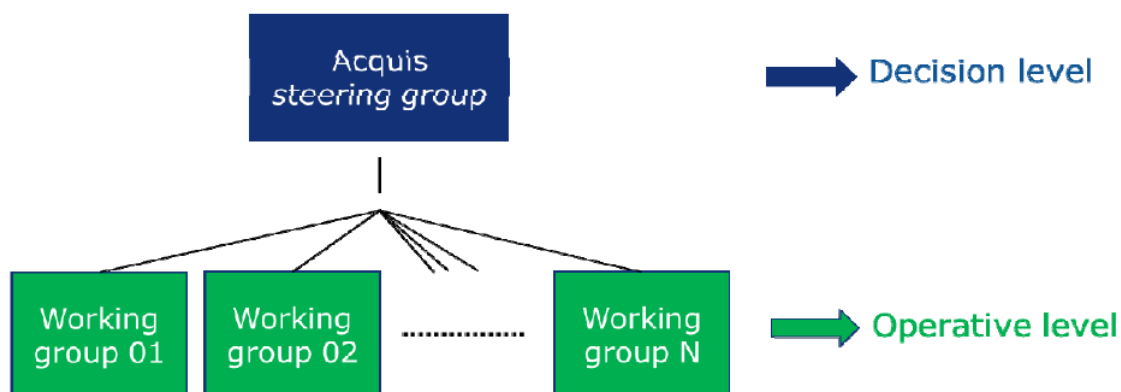 Acquis
steering group
Decision level
Working
group 01
Working
group 02
Working
group N
Operative level